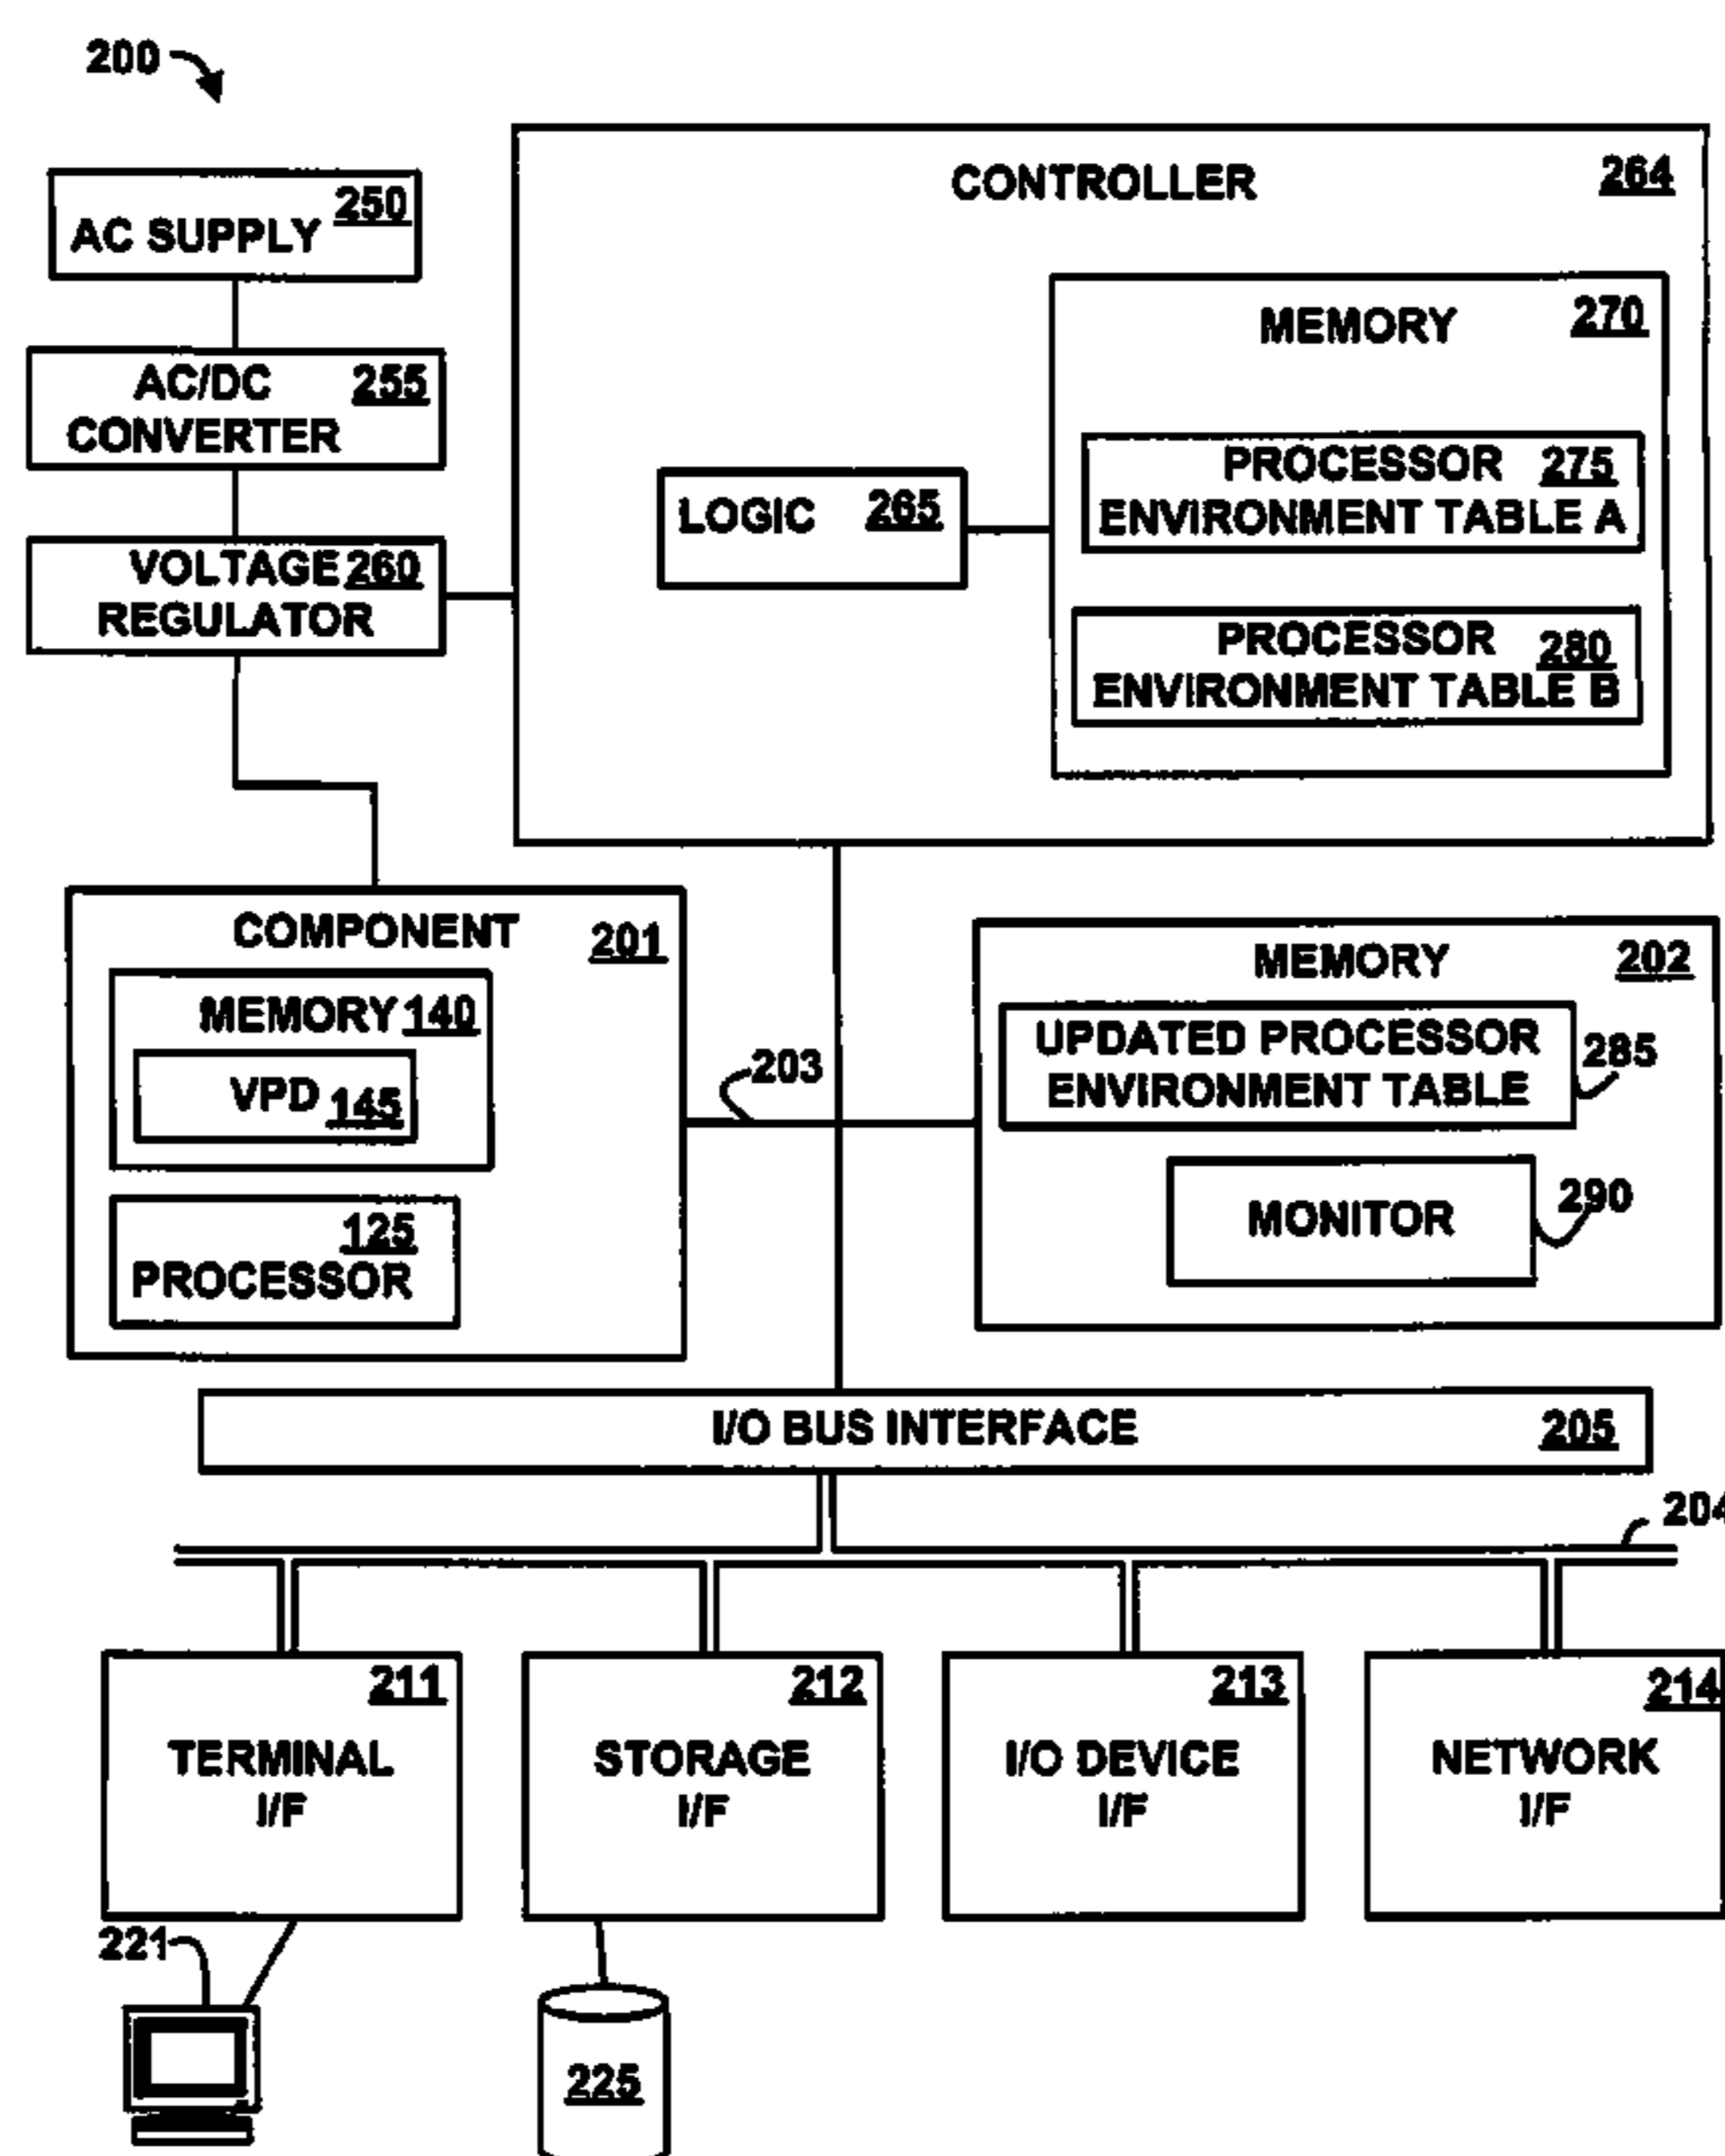 200
CONTROLLER 264
AC SUPPLY 250
MEMORY 270
AC/DC 255
CONVERTER
PROCESSOR 275
ENVIRONMENT TABLE A
LOGIC 265
VOLTAGE 260
REGULATOR
PROCESSOR 280
ENVIRONMENT TABLE B
COMPONENT 201
MEMORY 140
VPD 145
125
PROCESSOR
203
MEMORY 202
UPDATED PROCESSOR
ENVIRONMENT TABLE
285
MONITOR
290
I/O BUS INTERFACE 205
204
211
TERMINAL
I/F
212
STORAGE
I/F
213
I/O DEVICE
I/F
214
NETWORK
I/F
221
225